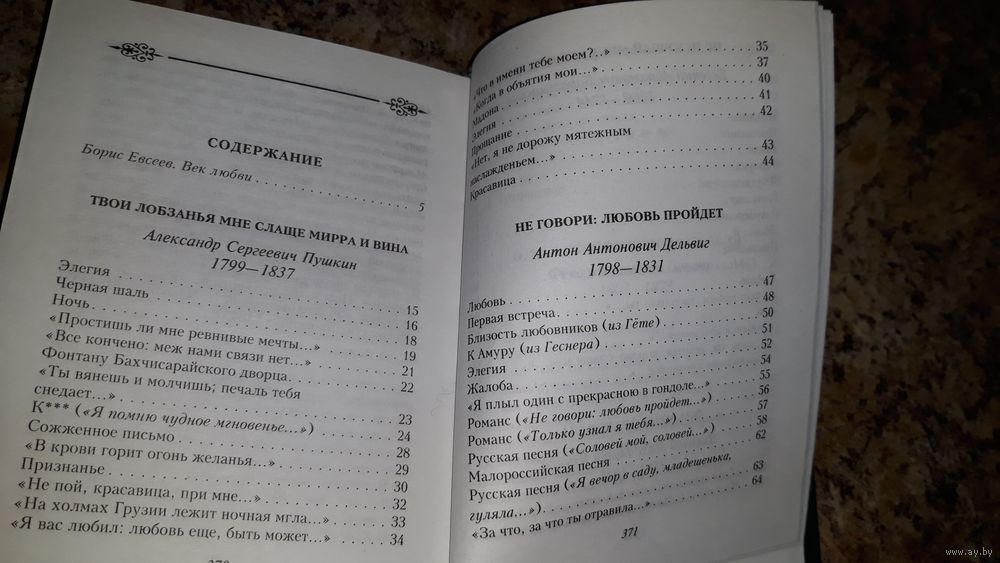 СОДЕРЖАНИЕ
Борис Евсеев. Век любви . . . . . . . . . . . . . . . . 5
ТВОИ ЛОБЗАНЬЯ МНЕ СЛАЩЕ МИРРА И ВИНА
Александр Сергеевич Пушкин
1799—1837
Элегия . . . . . . . . . . . . . . . . 15
Черная шаль . . . . . . . . . . . . . . . . 16
Ночь . . . . . . . . . . . . . . . . 18
«Простишь ли мне ревнивые мечты...» . . . . . . . . 19
«Все кончено: меж нами связи нет...» . . . . . . . . 21
Фонтану Бахчисарайского дворца . . . . . . . . 22
«Ты вянешь и молчишь; печаль тебя
снедает...» . . . . . . . . . . . . . . . . 23
К*** («Я помню чудное мгновенье...») . . . . . . . . 24
Сожженное письмо . . . . . . . . . . . . . . . . 28
«В крови горит огонь желанья...» . . . . . . . . 29
Признанье . . . . . . . . . . . . . . . . 30
«Не пой, красавица, при мне...» . . . . . . . . 32
«На холмах Грузии лежит ночная мгла...» . . . . . . 33
«Я вас любил: любовь еще, быть может...» . . . . . . 34
«Что в имени тебе моем?..» . . . . . . . . 35
«Когда в объятия мои...» . . . . . . . . 37
Мадона . . . . . . . . . . . . . . . . 40
Элегия . . . . . . . . . . . . . . . . 41
Прощание . . . . . . . . . . . . . . . . 42
«Нет, я не дорожу мятежным
наслажденьем...» . . . . . . . . . . . . . . . . 43
Красавица . . . . . . . . . . . . . . . . 44
НЕ ГОВОРИ: ЛЮБОВЬ ПРОЙДЕТ
Антон Антонович Дельвиг
1798—1831
Любовь . . . . . . . . . . . . . . . . 47
Первая встреча . . . . . . . . . . . . . . . . 48
Близость любовников (из Гёте) . . . . . . . . 50
К Амуру (из Геснера) . . . . . . . . . . . . 51
Элегия . . . . . . . . . . . . . . . . 52
Жалоба . . . . . . . . . . . . . . . . 54
«Я плыл один с прекрасною в гондоле...» . . . . . . 55
Романс («Не говори: любовь пройдет...») . . . . . . 56
Романс («Только узнал я тебя...») . . . . . . . . 57
Русская песня («Соловей мой, соловей...») . . . . . . 58
Малороссийская песня . . . . . . . . . . . . 62
Русская песня («Я вечор в саду, младешенька,
гуляла...») . . . . . . . . . . . . . . . . 63
«За что, за что ты отравила...» . . . . . . . . 64
371
www.ay.by